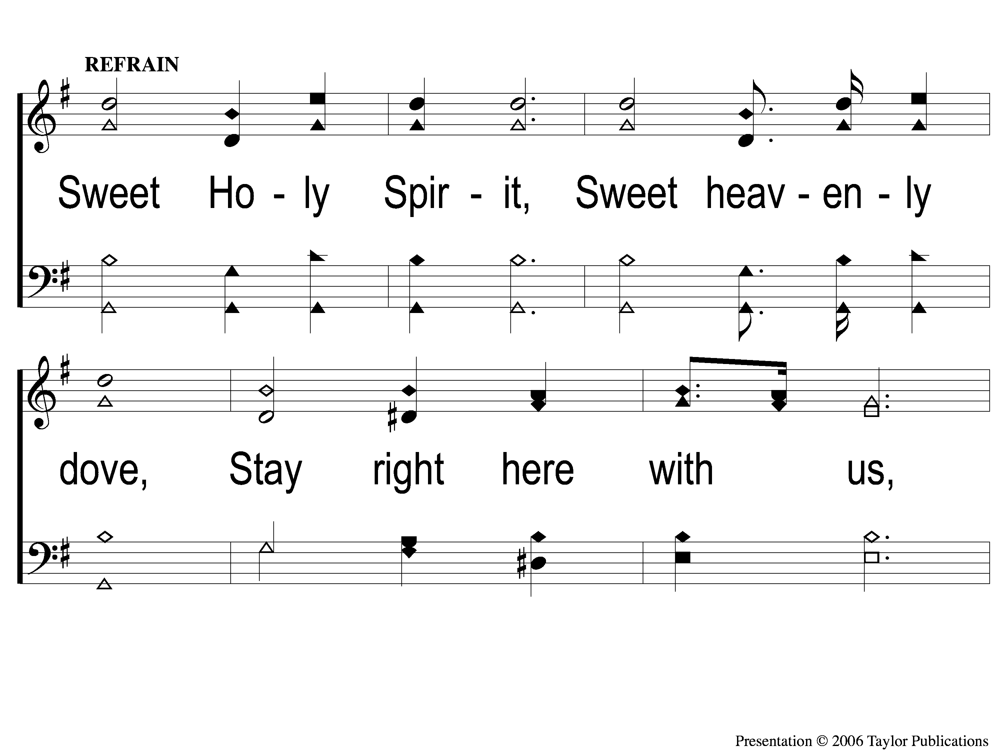 REFRAIN
Sweet Ho - ly Spir - it, Sweet heav - en - ly
dove, Stay right here with us,
Presentation © 2006 Taylor Publications